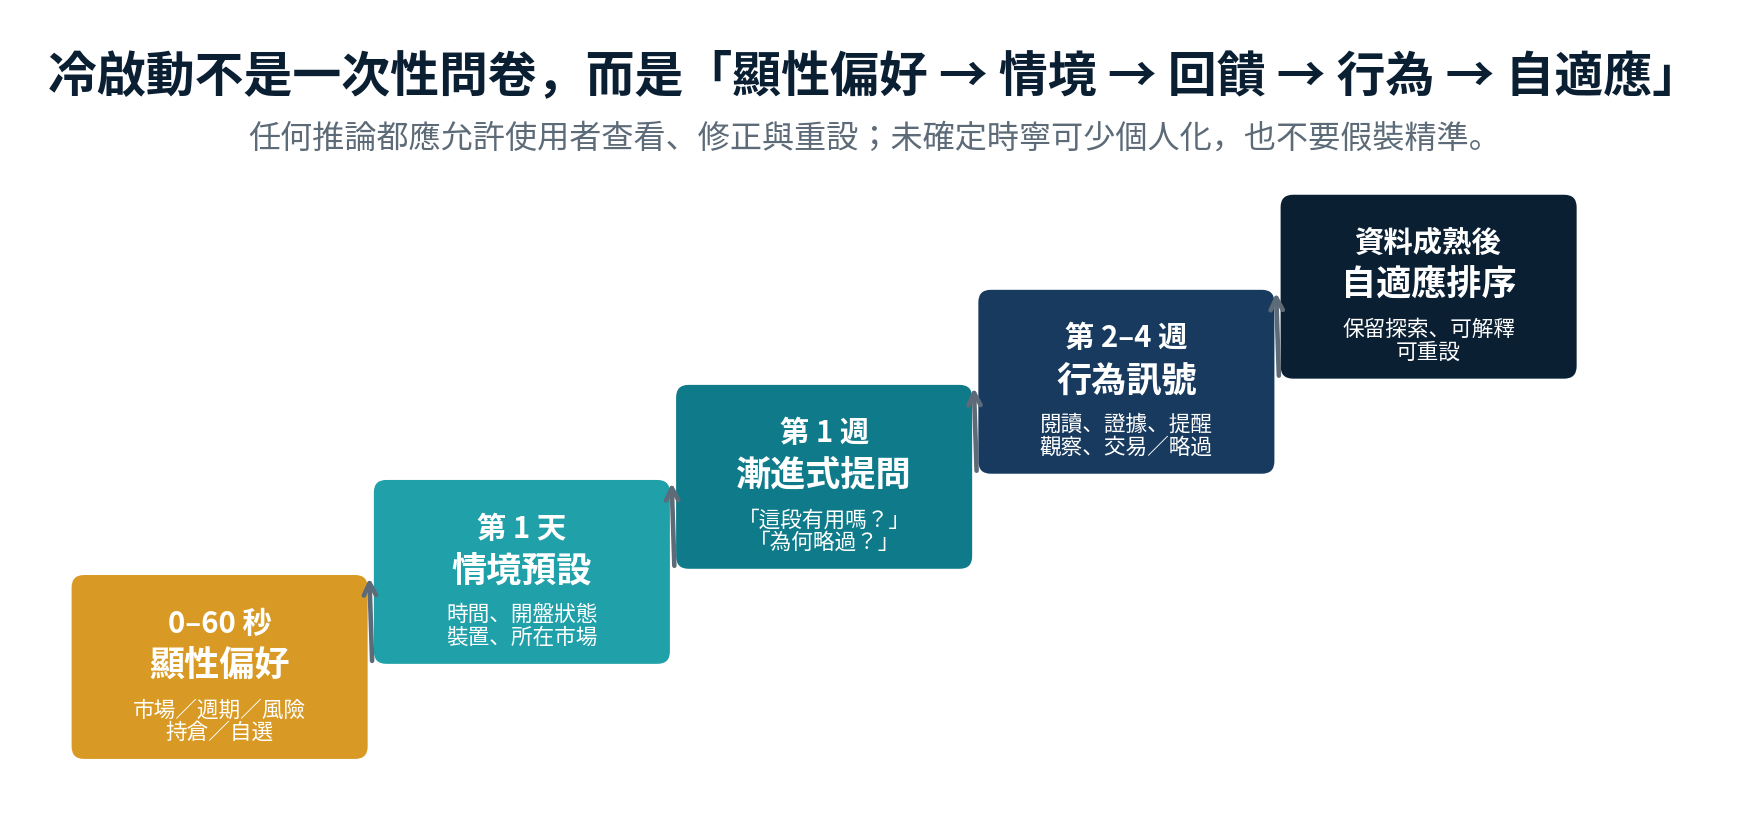 冷啟動不是一次性問卷，而是「顯性偏好 → 情境 → 回饋 → 行為 → 自適應」
任何推論都應允許使用者查看、修正與重設；未確定時寧可少個人化，也不要假裝精準。
0–60 秒
顯性偏好
市場／週期／風險
持倉／自選
第 1 天
情境預設
時間、開盤狀態
裝置、所在市場
第 1 週
漸進式提問
「這段有用嗎？」
「為何略過？」
第 2–4 週
行為訊號
閱讀、證據、提醒
觀察、交易／略過
資料成熟後
自適應排序
保留探索、可解釋
可重設